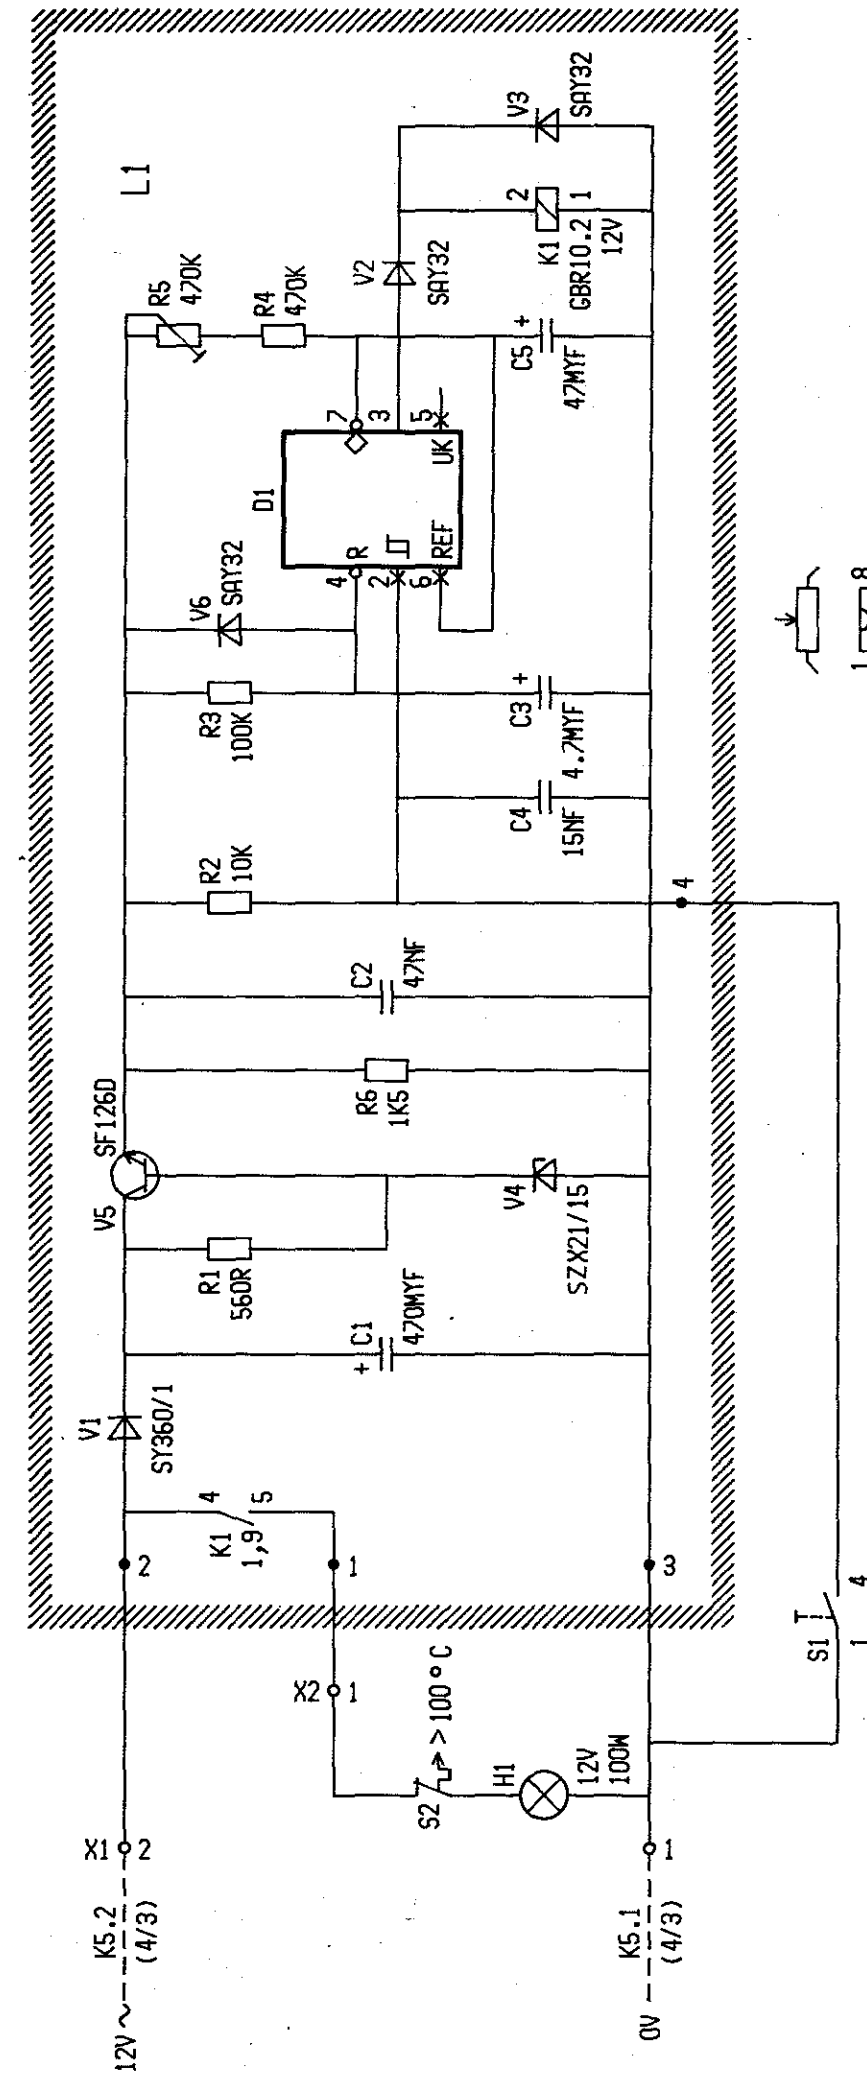 12V ~
K5.2
(4/3)
X1
2
0V
K5.1
(4/3)
1
X2
1
S2
>100°C
H1
12V
100W
2
1
3
K1
1,9
4
5
V1
SY360/1
+
C1
470MYF
R1
560R
V5
SF126D
V4
SZX21/15
R6
1K5
C2
47NF
R2
10K
4
C4
15NF
R3
100K
C3
+
4.7MYF
V6
SAY32
D1
4
R
2
6
REF
7
3
5
UK
R5
470K
R4
470K
C5
+
47MYF
V2
SAY32
K1
2
1
GBR10.2
12V
V3
SAY32
L1
S1
1
4
1
8